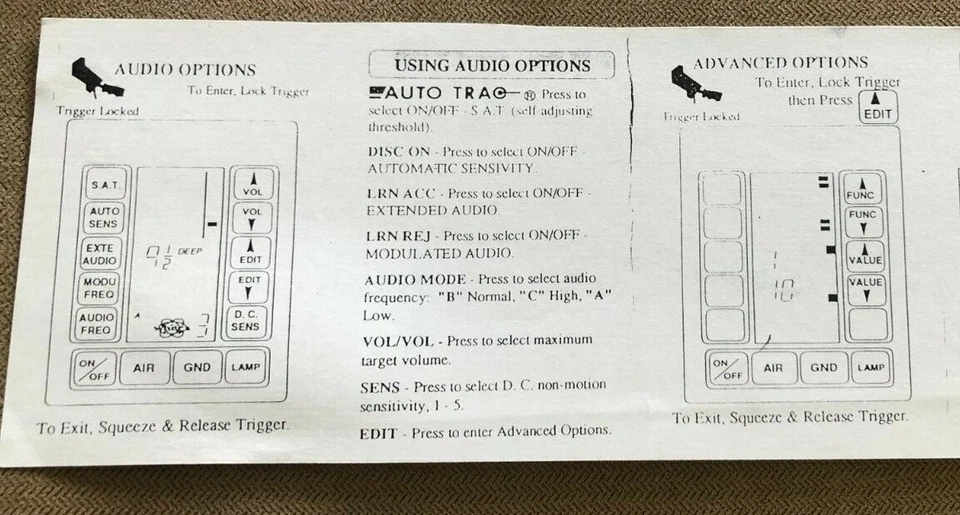 AUDIO OPTIONS
To Enter, Lock Trigger
Trigger Locked
S.A.T.
AUTO
SENS
EXTE
AUDIO
MODU
FREQ
AUDIO
FREQ
DEEP
VOL
VOL
EDIT
EDIT
D. C.
SENS
ON/
OFF
AIR
GND
LAMP
To Exit, Squeeze & Release Trigger.
USING AUDIO OPTIONS
AUTO TRAC ® Press to
select ON/OFF - S A.T. (self adjusting
threshold).
DISC ON - Press to select ON/OFF -
AUTOMATIC SENSIVITY.
LRN ACC - Press to select ON/OFF -
EXTENDED AUDIO.
LRN REJ - Press to select ON/OFF -
MODULATED AUDIO.
AUDIO MODE - Press to select audio
frequency: "B" Normal, "C" High, "A"
Low.
VOL/VOL - Press to select maximum
target volume.
SENS - Press to select D. C. non-motion
sensitivity, 1 - 5.
EDIT - Press to enter Advanced Options.
ADVANCED OPTIONS
To Enter, Lock Trigger
then Press
EDIT
Trigger Locked
FUNC
FUNC
VALUE
VALUE
1
10
ON/
OFF
AIR
GND
LAMP
To Exit, Squeeze & Release Trigger.